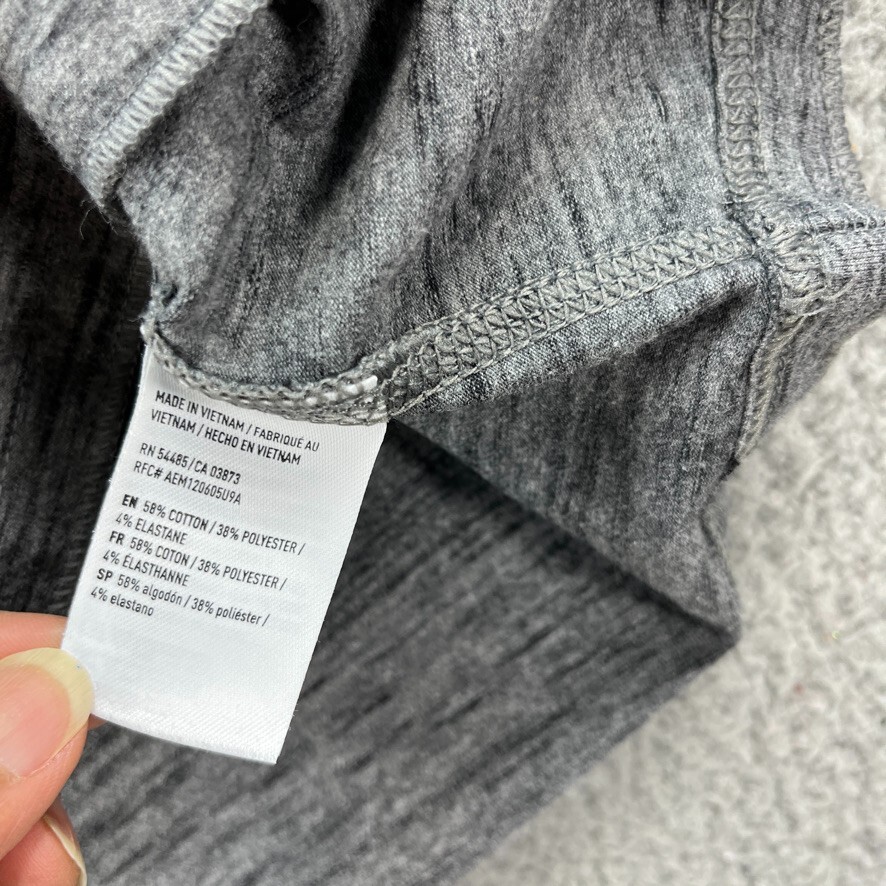 MADE IN VIETNAM / FABRIQUÉ AU
VIETNAM / HECHO EN VIETNAM
RN 54485/CA 03873
RFC# AEM120605U9A
EN 58% COTTON / 38% POLYESTER /
4% ELASTANE
FR 58% COTON / 38% POLYESTER /
4% ÉLASTHANNE
SP 58% algodón / 38% poliéster /
4% elastano